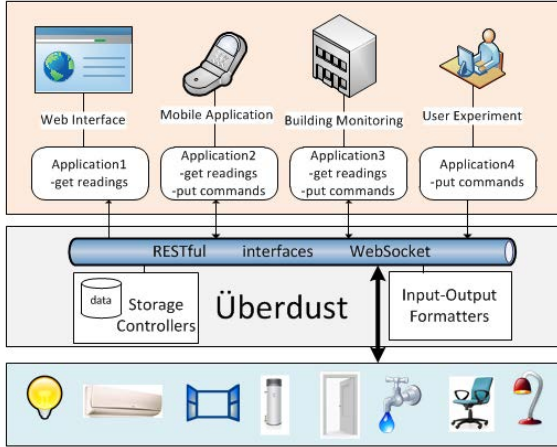 Web Interface
Mobile Application
Building Monitoring
User Experiment
Application1
-get readings
Application2
-get readings
-put commands
Application3
-get readings
-put commands
Application4
-put commands
RESTful interfaces WebSocket
data
Storage
Controllers
Überdust
Input-Output
Formatters